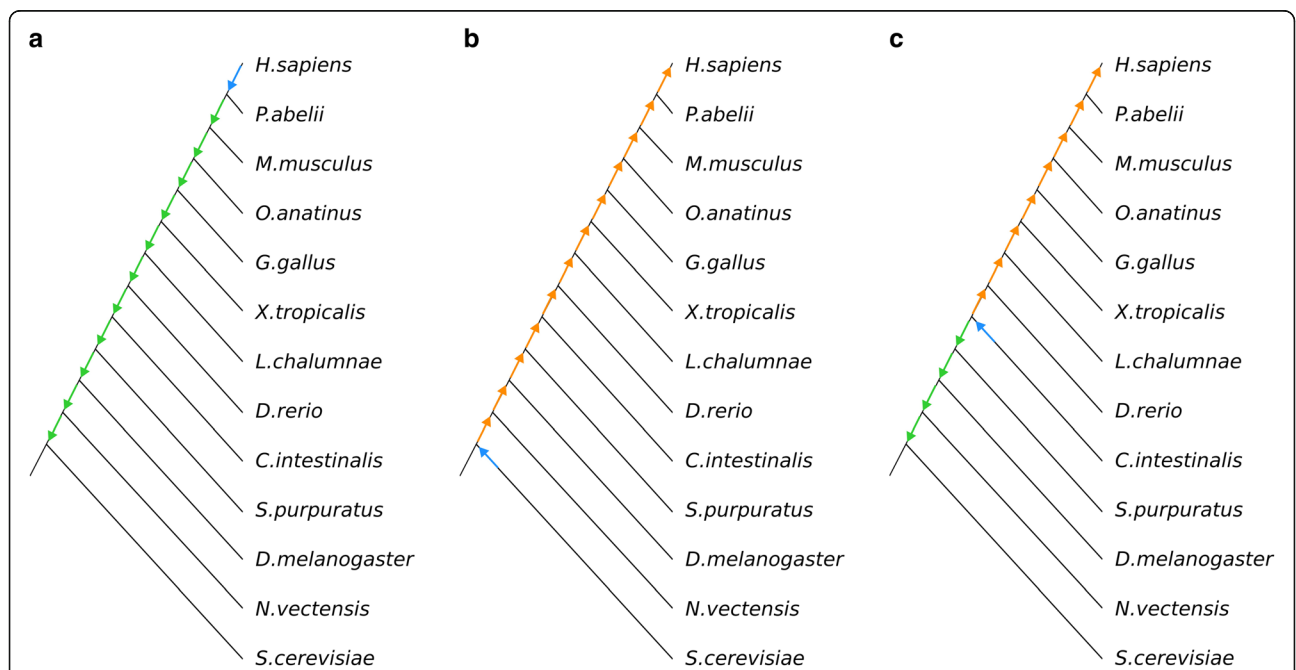 a
H.sapiens
P.abelii
M.musculus
O.anatinus
G.gallus
X.tropicalis
L.chalumnae
D.rerio
C.intestinalis
S.purpuratus
D.melanogaster
N.vectensis
S.cerevisiae
b
H.sapiens
P.abelii
M.musculus
O.anatinus
G.gallus
X.tropicalis
L.chalumnae
D.rerio
C.intestinalis
S.purpuratus
D.melanogaster
N.vectensis
S.cerevisiae
c
H.sapiens
P.abelii
M.musculus
O.anatinus
G.gallus
X.tropicalis
L.chalumnae
D.rerio
C.intestinalis
S.purpuratus
D.melanogaster
N.vectensis
S.cerevisiae